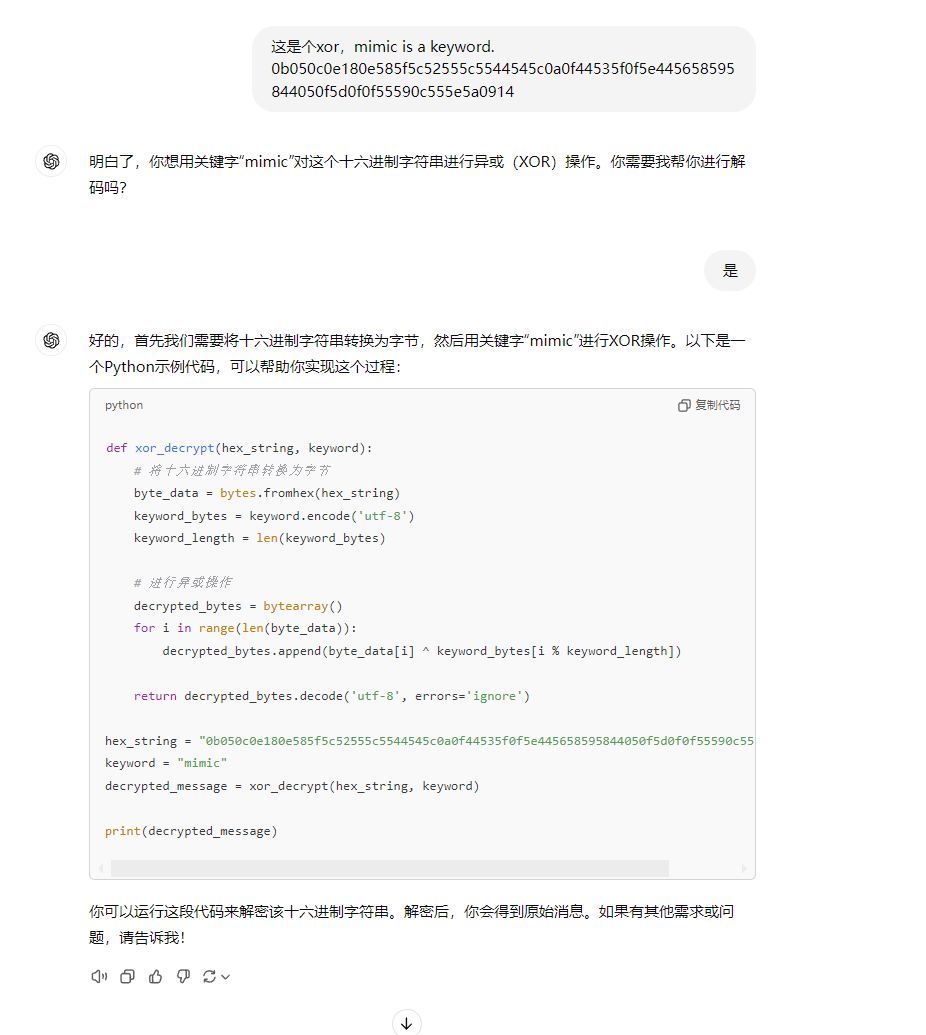 这是个xor，mimic is a keyword.
0b050c0e180e585f5c52555c5544545c0a0f44535f0f5e445658595
844050f5d0f0f55590c555e5a0914
明白了，你想用关键字“mimic”对这个十六进制字符串进行异或（XOR）操作。你需要我帮你进行解
码吗？
是
好的，首先我们需要将十六进制字符串转换为字节，然后用关键字“mimic”进行XOR操作。以下是一
个Python示例代码，可以帮助你实现这个过程：
python
复制代码
def xor_decrypt(hex_string, keyword):
    # 将十六进制字符串转换为字节
    byte_data = bytes.fromhex(hex_string)
    keyword_bytes = keyword.encode('utf-8')
    keyword_length = len(keyword_bytes)
    # 进行异或操作
    decrypted_bytes = bytearray()
    for i in range(len(byte_data)):
        decrypted_bytes.append(byte_data[i] ^ keyword_bytes[i % keyword_length])
    return decrypted_bytes.decode('utf-8', errors='ignore')
hex_string = "0b050c0e180e585f5c52555c5544545c0a0f44535f0f5e445658595844050f5d0f0f55590c55
keyword = "mimic"
decrypted_message = xor_decrypt(hex_string, keyword)
print(decrypted_message)
你可以运行这段代码来解密该十六进制字符串。解密后，你会得到原始消息。如果有其他需求或问
题，请告诉我！